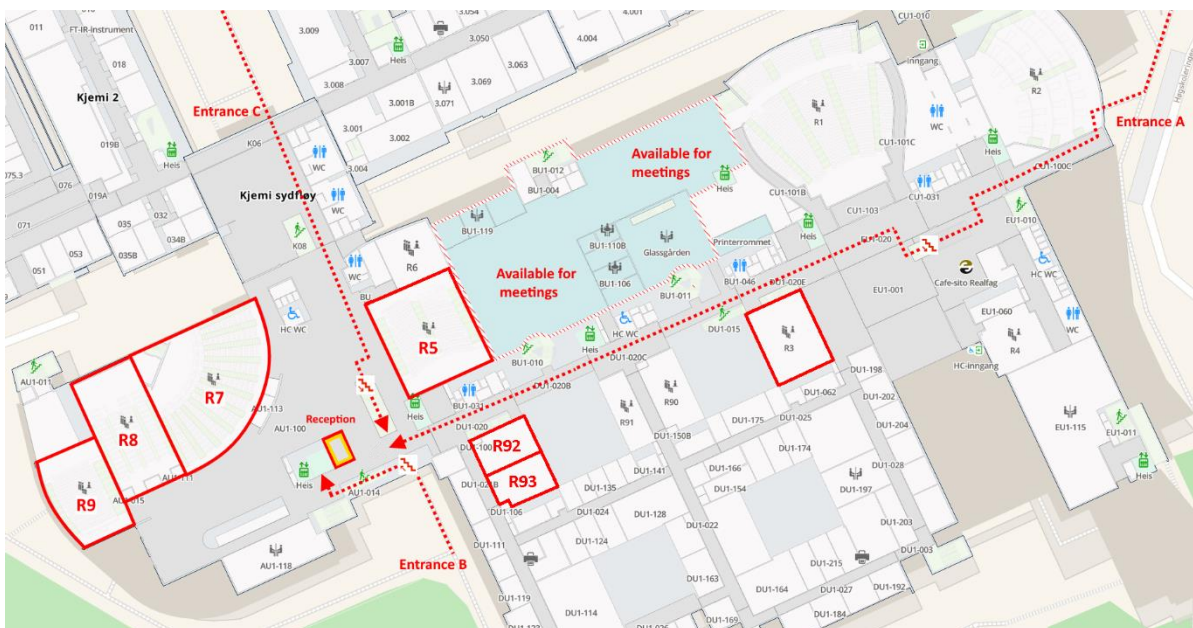 011
FT-IR-Instrument
018
Kjemi 2
019B
Heis
075.3
076
019A
071
035
032
034B
035B
053
051
3.009
3.054
3.050
Heis
3.007
3.008
3.001B
3.071
3.069
3.063
3.001
3.002
3.004
4.004
4.001
Entrance C
K06
WC
WC
Kjemi sydfløy
K08
WC
HC WC
BU
R6
R5
BU1-012
BU1-004
BU1-119
Available for
meetings
Available for
meetings
BU1-110B
BU1-106
Glassgården
Heis
Printerrommet
BU1-046
BU1-011
HC WC
Heis
BU1-010
BU1-031
Heis
CU1-010
inngang
R1
R2
CU1-101C
WC
Heis
CU1-101B
CU1-103
CU1-031
CU1-100C
Entrance A
Høgskolering
Heis
EU1-020
EU1-010
Cafe-sito Realfag
HC WC
EU1-001
EU1-060
R4
WC
HC-inngang
EU1-115
EU1-011
Heis
DU1-020E
DU1-015
R3
DU1-020C
DU1-020B
DU1-020
DU1-100
R92
R93
R91
R90
DU1-062
DU1-198
DU1-202
DU1-204
DU1-025
DU1-175
DU1-174
DU1-150B
DU1-141
DU1-166
DU1-154
DU1-028
DU1-197
DU1-203
DU1-135
DU1-024
DU1-128
DU1-124
DU1-106
DU1-111
DU1-022
DU1-163
DU1-119
DU1-114
DU1-169
DU1-164
DU1-215
DU1-027
DU1-192
DU1-184
DU1-003
R7
R8
R9
AU1-113
AU1-100
Reception
Heis
AU1-014
AU1-118
Entrance B